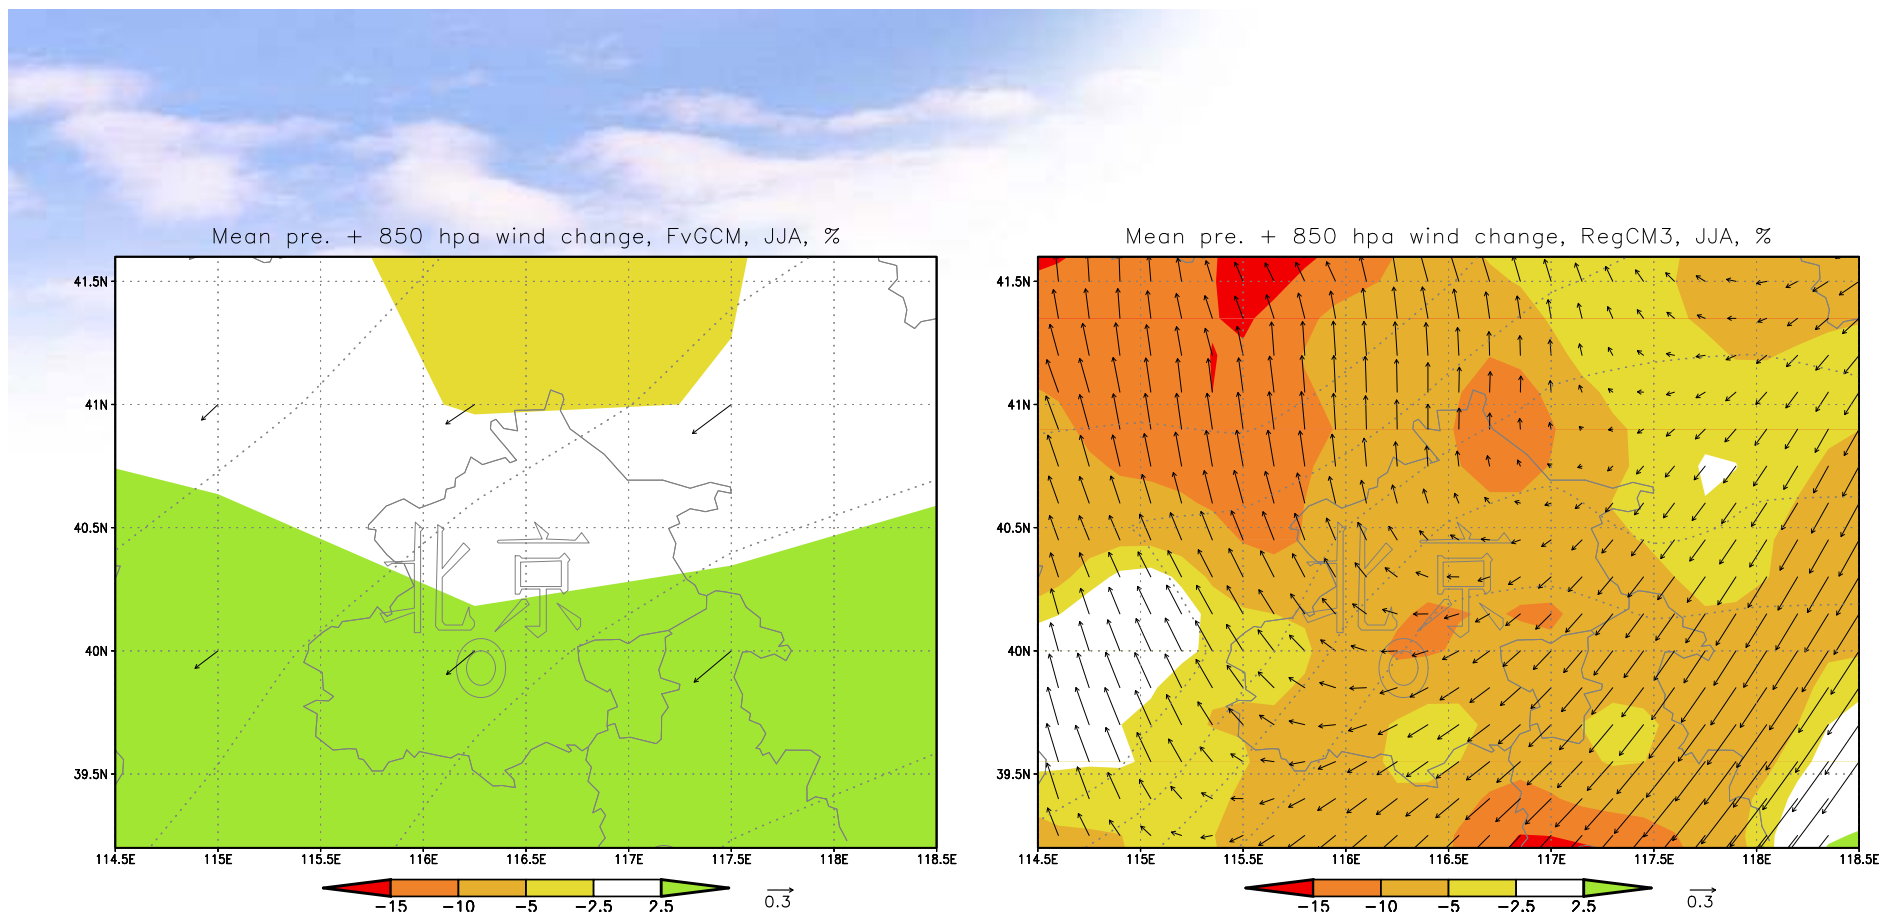 Mean pre. + 850 hpa wind change, FvGCM, JJA, %
41.5N
41N
40.5N
40N
39.5N
114.5E 115E 115.5E 116E 116.5E 117E 117.5E 118E 118.5E
北京
-15 -10 -5 -2.5 2.5
0.3
Mean pre. + 850 hpa wind change, RegCM3, JJA, %
41.5N
41N
40.5N
40N
39.5N
114.5E 115E 115.5E 116E 116.5E 117E 117.5E 118E 118.5E
北京
-15 -10 -5 -2.5 2.5
0.3